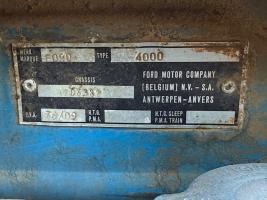 MERK
MARQUE FORD TYPE 4000
CHASSIS
FORD MOTOR COMPANY
(BELGIUM) N.V. - S.A.
ANTWERPEN-ANVERS
H.T.G.
P.M.A.
H.T.G. SLEEP
P.M.A. TRAIN